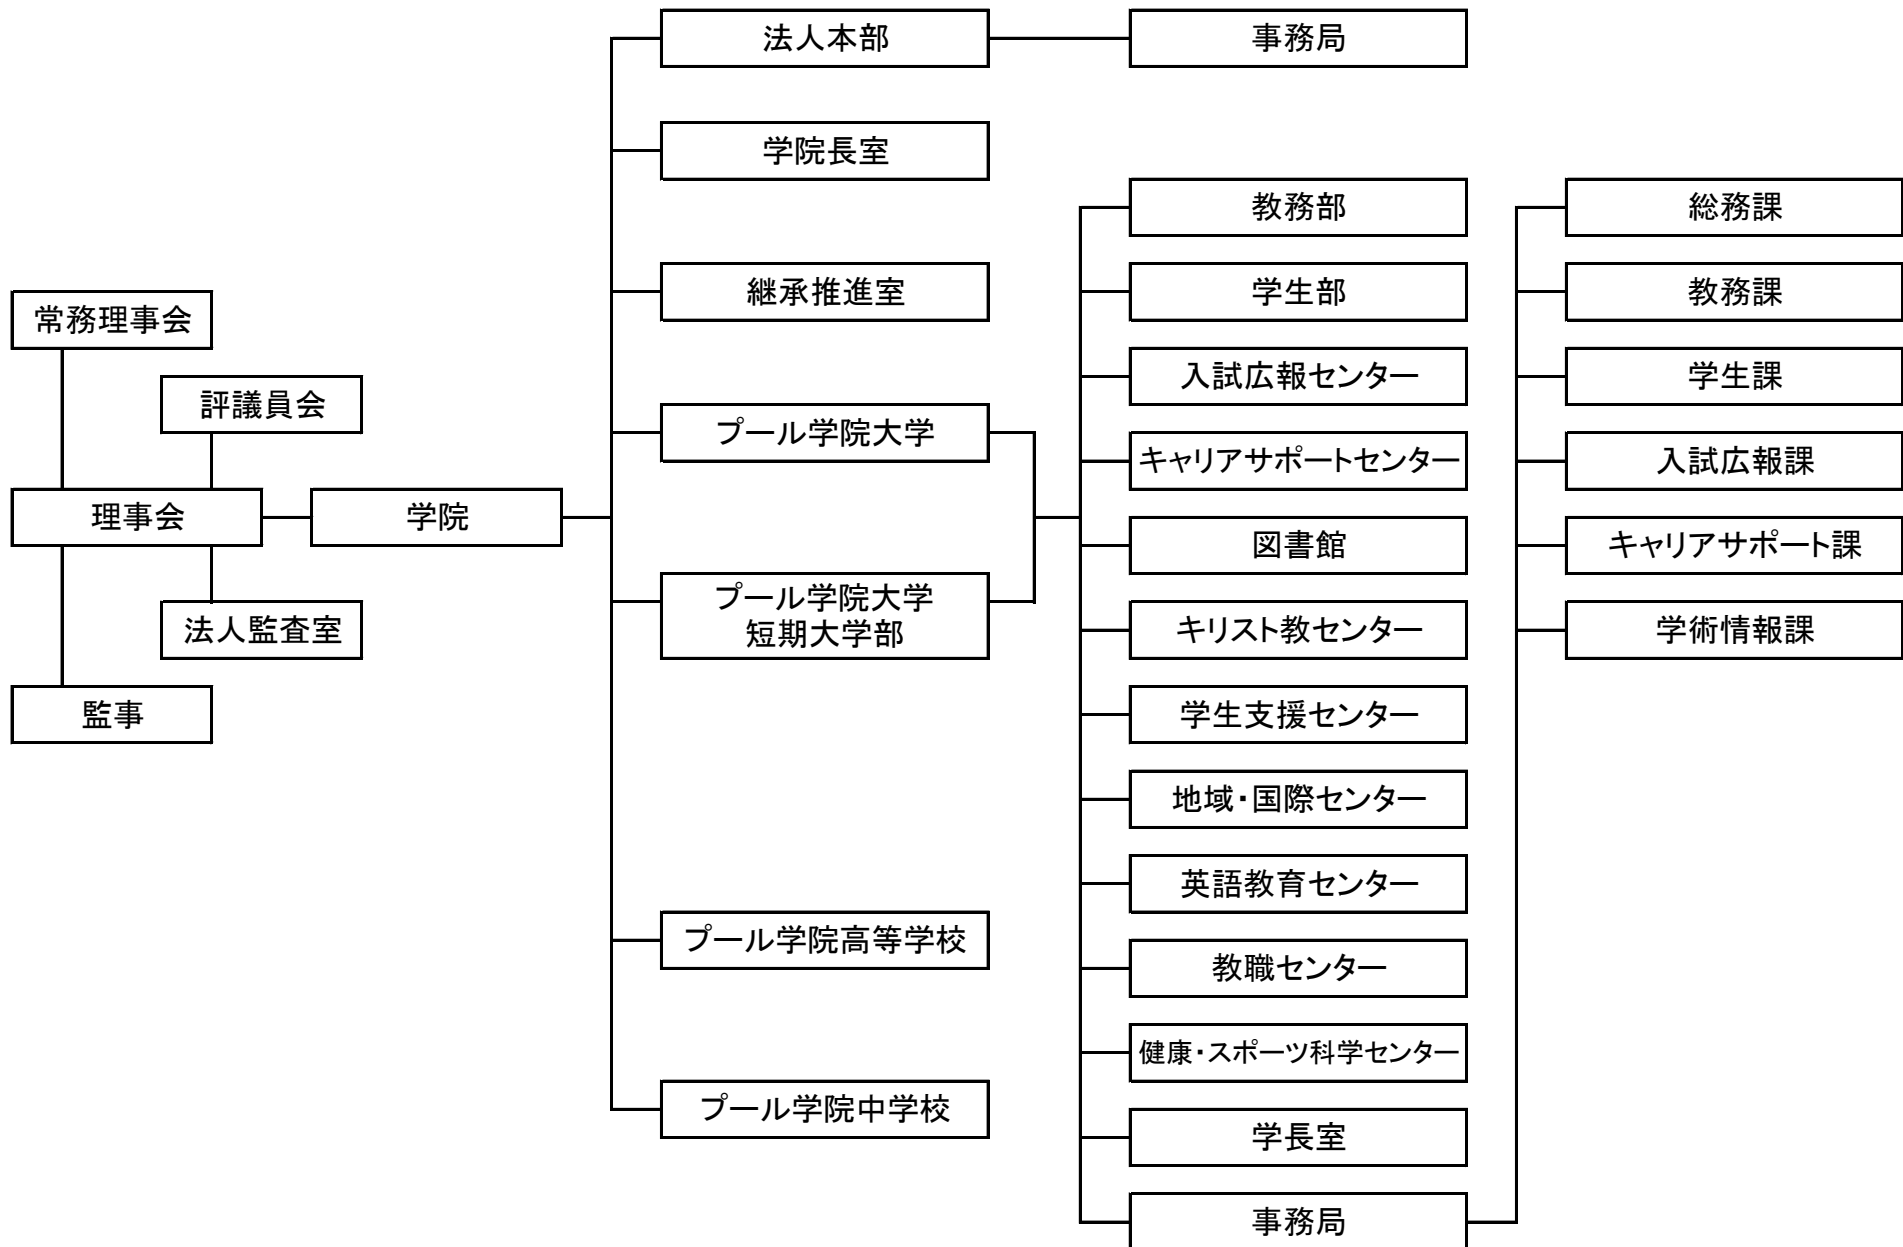 常務理事会
評議員会
理事会
法人監査室
監事
学院
法人本部
学院長室
継承推進室
プール学院大学
プール学院大学
短期大学部
プール学院高等学校
プール学院中学校
事務局
教務部
学生部
入試広報センター
キャリアサポートセンター
図書館
キリスト教センター
学生支援センター
地域・国際センター
英語教育センター
教職センター
健康・スポーツ科学センター
学長室
事務局
総務課
教務課
学生課
入試広報課
キャリアサポート課
学術情報課